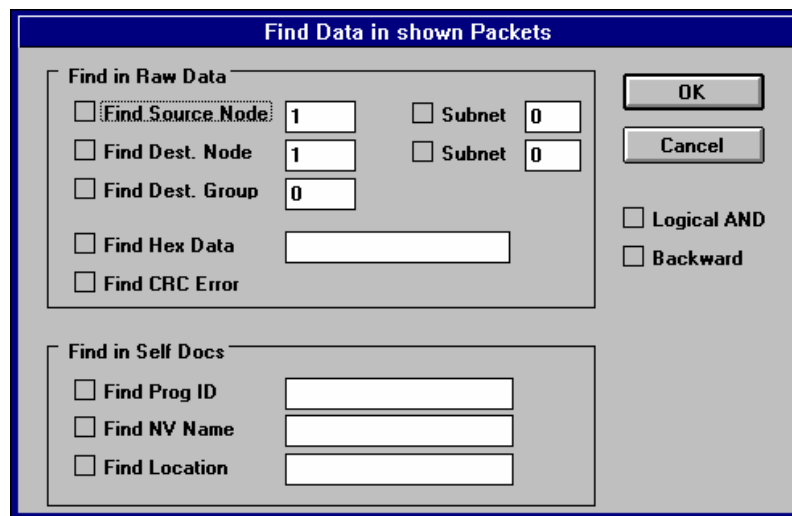 Find Data in shown Packets
Find in Raw Data
Find Source Node 1 Subnet 0
Find Dest. Node 1 Subnet 0
Find Dest. Group 0
Find Hex Data
Find CRC Error
OK
Cancel
Logical AND
Backward
Find in Self Docs
Find Prog ID
Find NV Name
Find Location